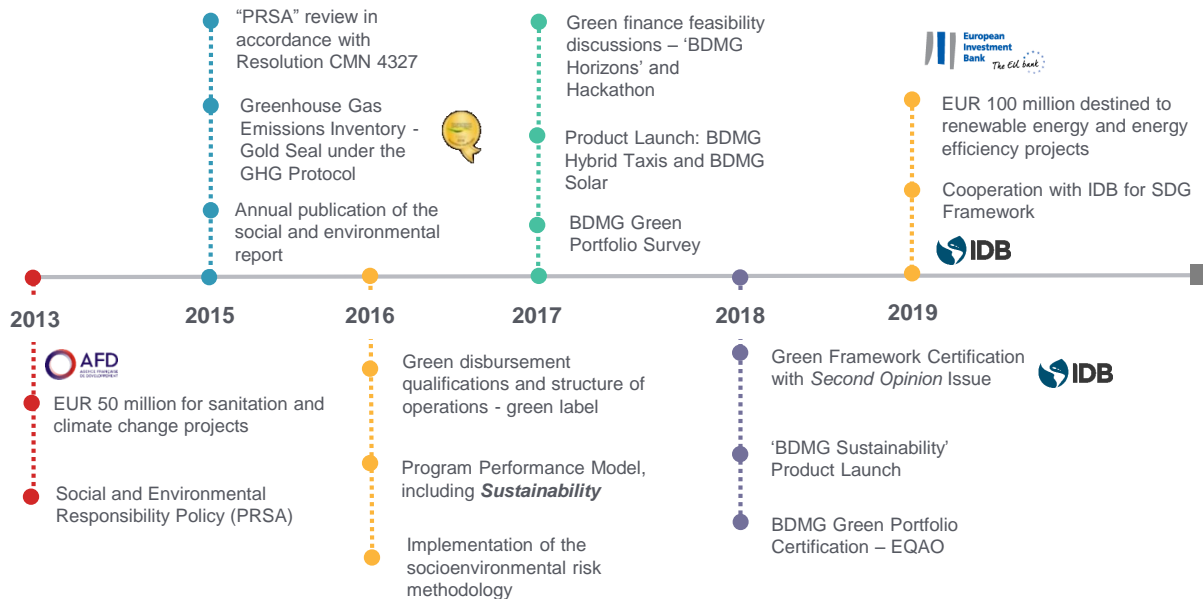 "PRSA" review in
accordance with
Resolution CMN 4327
Greenhouse Gas
Emissions Inventory -
Gold Seal under the
GHG Protocol
Annual publication of the
social and environmental
report
Green finance feasibility
discussions – 'BDMG
Horizons' and
Hackathon
Product Launch: BDMG
Hybrid Taxis and BDMG
Solar
BDMG Green
Portfolio Survey
European
Investment
Bank
The EU bank
EUR 100 million destined to
renewable energy and energy
efficiency projects
Cooperation with IDB for SDG
Framework
IDB
2013
2015
2016
2017
2018
2019
AFD
AGENCE FRANÇAISE
DE DÉVELOPPEMENT
EUR 50 million for sanitation and
climate change projects
Social and Environmental
Responsibility Policy (PRSA)
Green disbursement
qualifications and structure of
operations - green label
Program Performance Model,
including Sustainability
Implementation of the
socioenvironmental risk
methodology
Green Framework Certification
with Second Opinion Issue
IDB
'BDMG Sustainability'
Product Launch
BDMG Green Portfolio
Certification – EQAO